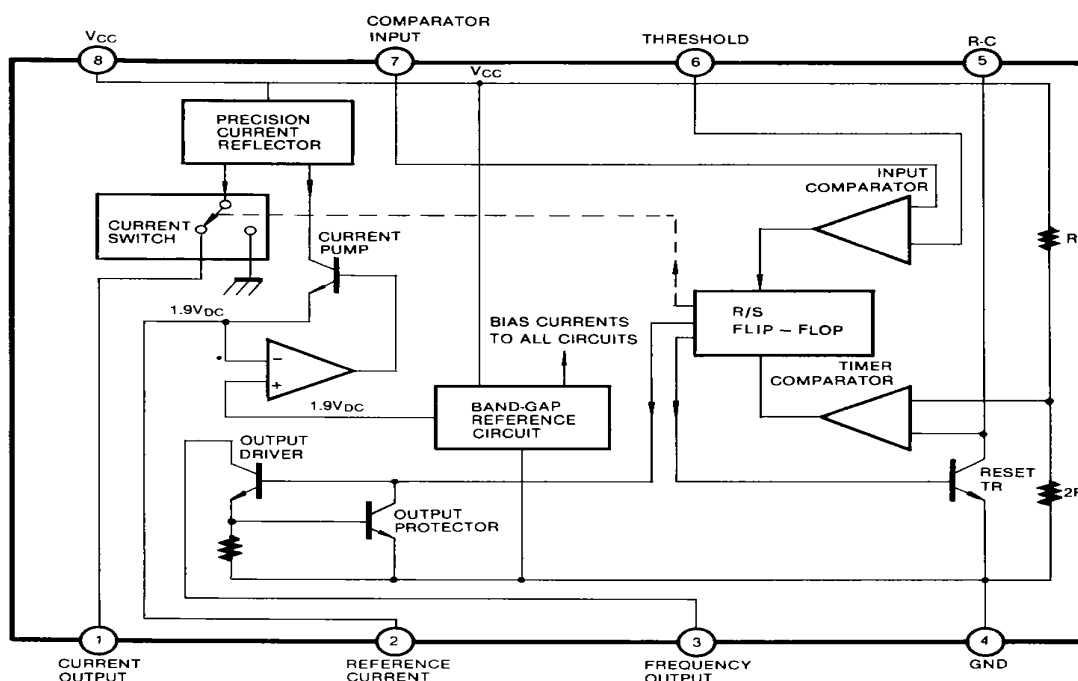 VCC
8
COMPARATOR
INPUT
7
THRESHOLD
6
R-C
5
VCC
PRECISION
CURRENT
REFLECTOR
INPUT
COMPARATOR
CURRENT
SWITCH
CURRENT
PUMP
R
1.9VDC
BIAS CURRENTS
TO ALL CIRCUITS
R/S
FLIP – FLOP
TIMER
COMPARATOR
−
+
1.9VDC
BAND-GAP
REFERENCE
CIRCUIT
OUTPUT
DRIVER
RESET
TR
OUTPUT
PROTECTOR
2R
1
CURRENT
OUTPUT
2
REFERENCE
CURRENT
3
FREQUENCY
OUTPUT
4
GND